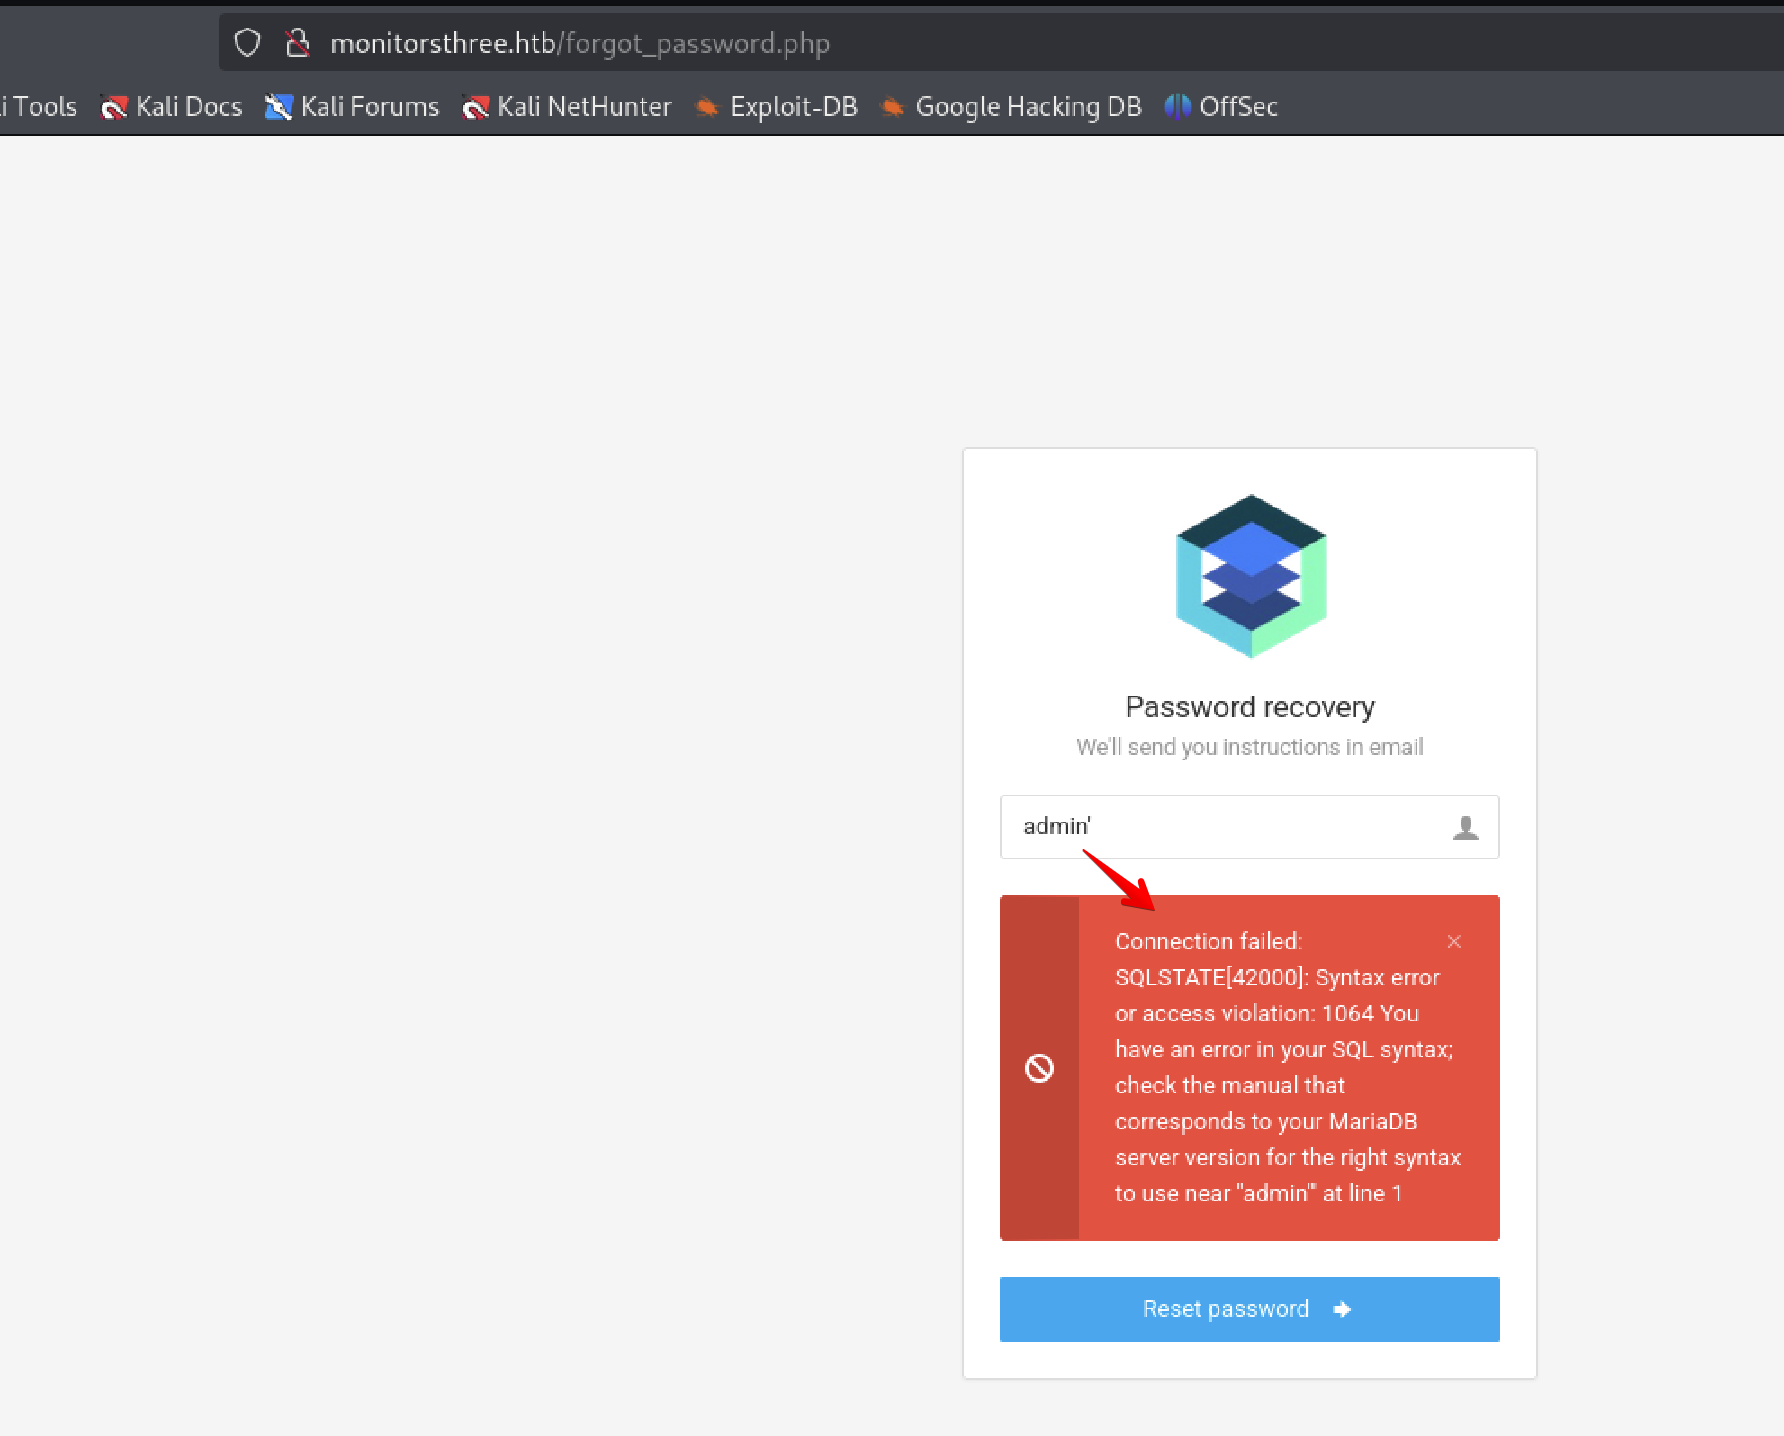 monitorsthree.htb/forgot_password.php
i Tools Kali Docs Kali Forums Kali NetHunter Exploit-DB Google Hacking DB OffSec
Password recovery
We'll send you instructions in email
admin'
Connection failed:
SQLSTATE[42000]: Syntax error
or access violation: 1064 You
have an error in your SQL syntax;
check the manual that
corresponds to your MariaDB
server version for the right syntax
to use near ''admin''' at line 1
Reset password